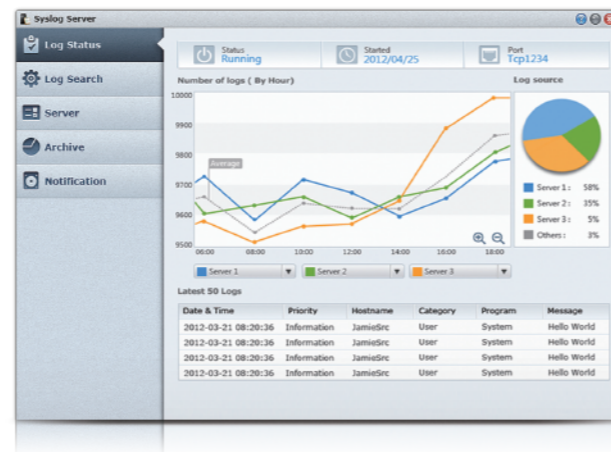 Syslog Server
Log Status
Log Search
Server
Archive
Notification
Status
Running
Started
2012/04/25
Port
Tcp1234
Number of logs ( By Hour)
Log source
10000
9900
9800
9700
9600
9500
Average
06:00 08:00 10:00 12:00 14:00 16:00 18:00
Server 1 Server 2 Server 3
Server 1 : 58%
Server 2 : 35%
Server 3 : 5%
Others : 3%
Latest 50 Logs
Date & Time Priority Hostname Category Program Message
2012-03-21 08:20:36 Information JamieSrc User System Hello World
2012-03-21 08:20:36 Information JamieSrc User System Hello World
2012-03-21 08:20:36 Information JamieSrc User System Hello World
2012-03-21 08:20:36 Information JamieSrc User System Hello World